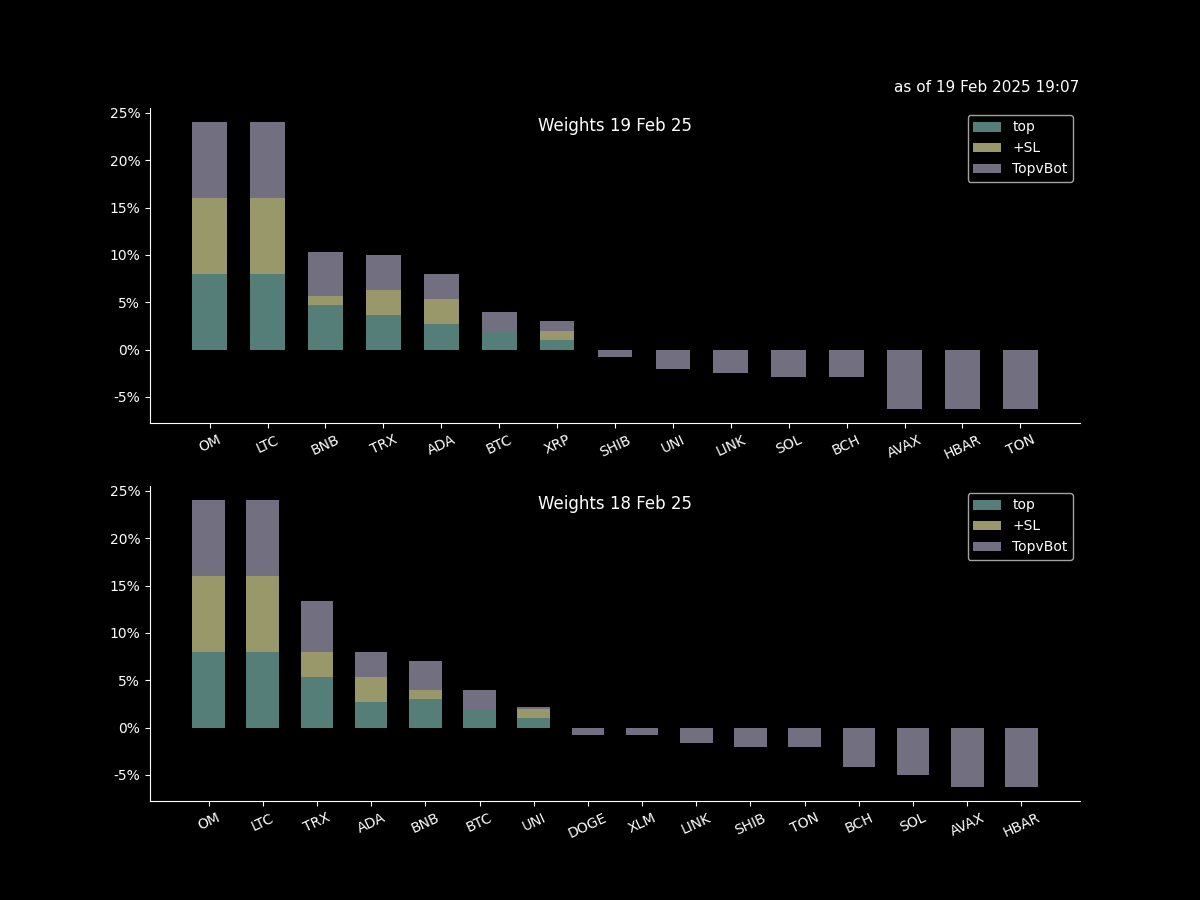 as of 19 Feb 2025 19:07
Weights 19 Feb 25
25%
20%
15%
10%
5%
0%
-5%
top
+SL
TopvBot
OM LTC BNB TRX ADA BTC XRP SHIB UNI LINK SOL BCH AVAX HBAR TON
Weights 18 Feb 25
25%
20%
15%
10%
5%
0%
-5%
top
+SL
TopvBot
OM LTC TRX ADA BNB BTC UNI DOGE XLM LINK SHIB TON BCH SOL AVAX HBAR